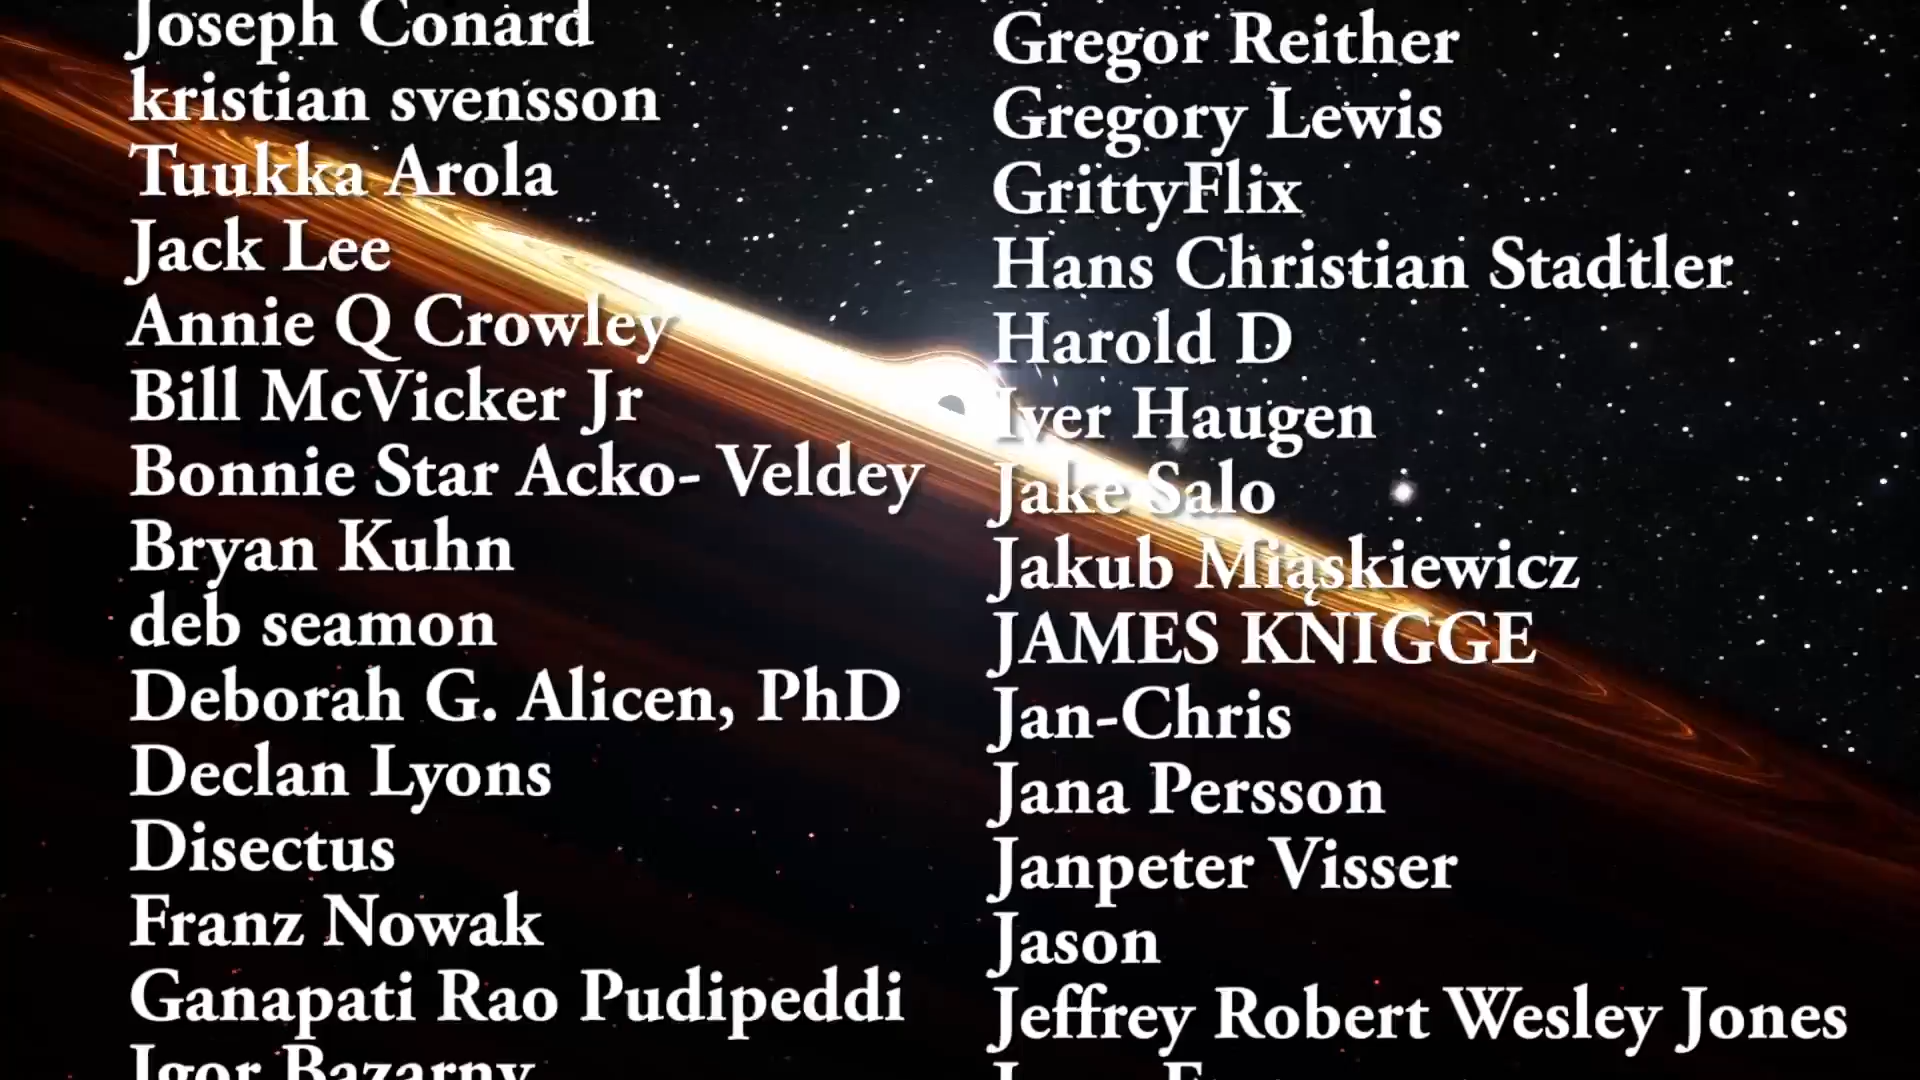 Joseph Conard
kristian svensson
Tuukka Arola
Jack Lee
Annie Q Crowley
Bill McVicker Jr
Bonnie Star Acko- Veldey
Bryan Kuhn
deb seamon
Deborah G. Alicen, PhD
Declan Lyons
Disectus
Franz Nowak
Ganapati Rao Pudipeddi
Igor Bazarny
Gregor Reither
Gregory Lewis
GrittyFlix
Hans Christian Stadtler
Harold D
Iver Haugen
Jake Salo
Jakub Miąskiewicz
JAMES KNIGGE
Jan-Chris
Jana Persson
Janpeter Visser
Jason
Jeffrey Robert Wesley Jones